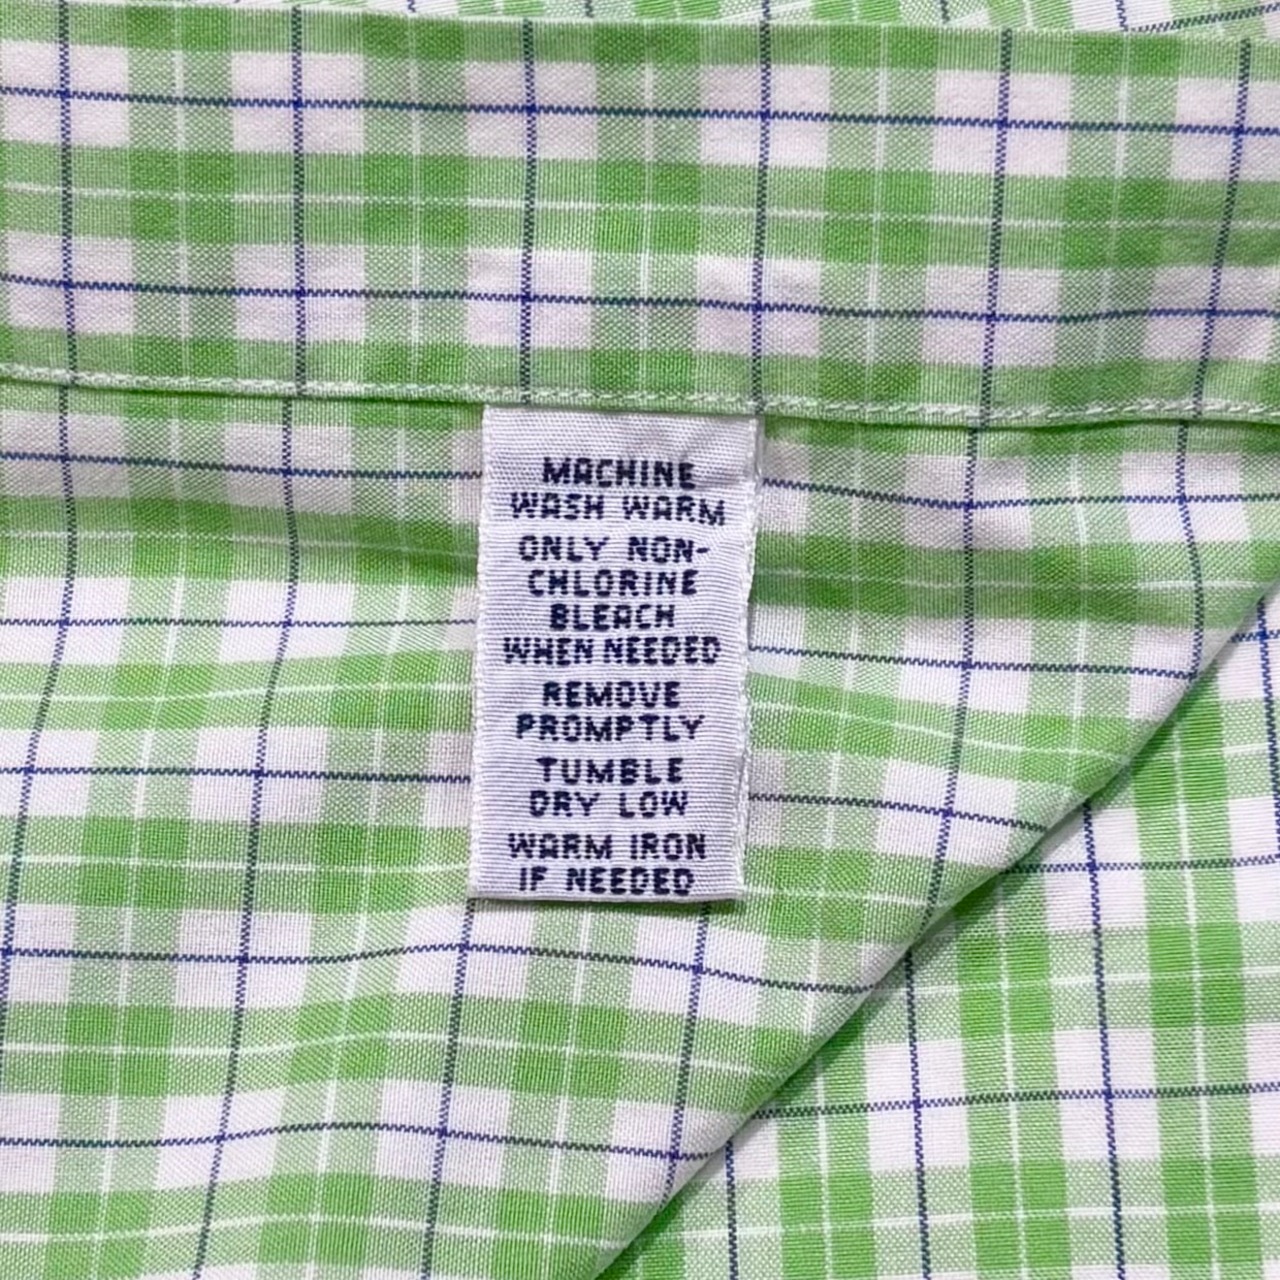 MACHINE
WASH WARM
ONLY NON-
CHLORINE
BLEACH
WHEN NEEDED
REMOVE
PROMPTLY
TUMBLE
DRY LOW
WARM IRON
IF NEEDED